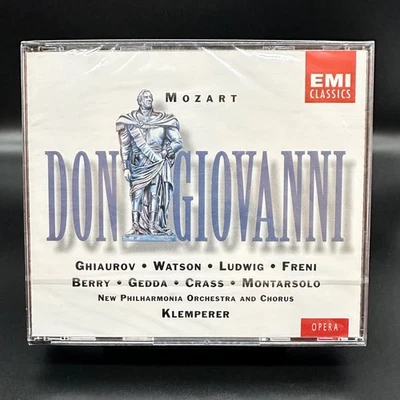 EMI
CLASSICS
MOZART
DON GIOVANNI
GHIAUROV • WATSON • LUDWIG • FRENI
BERRY • GEDDA • CRASS • MONTARSOLO
NEW PHILHARMONIA ORCHESTRA AND CHORUS
KLEMPERER
OPERA